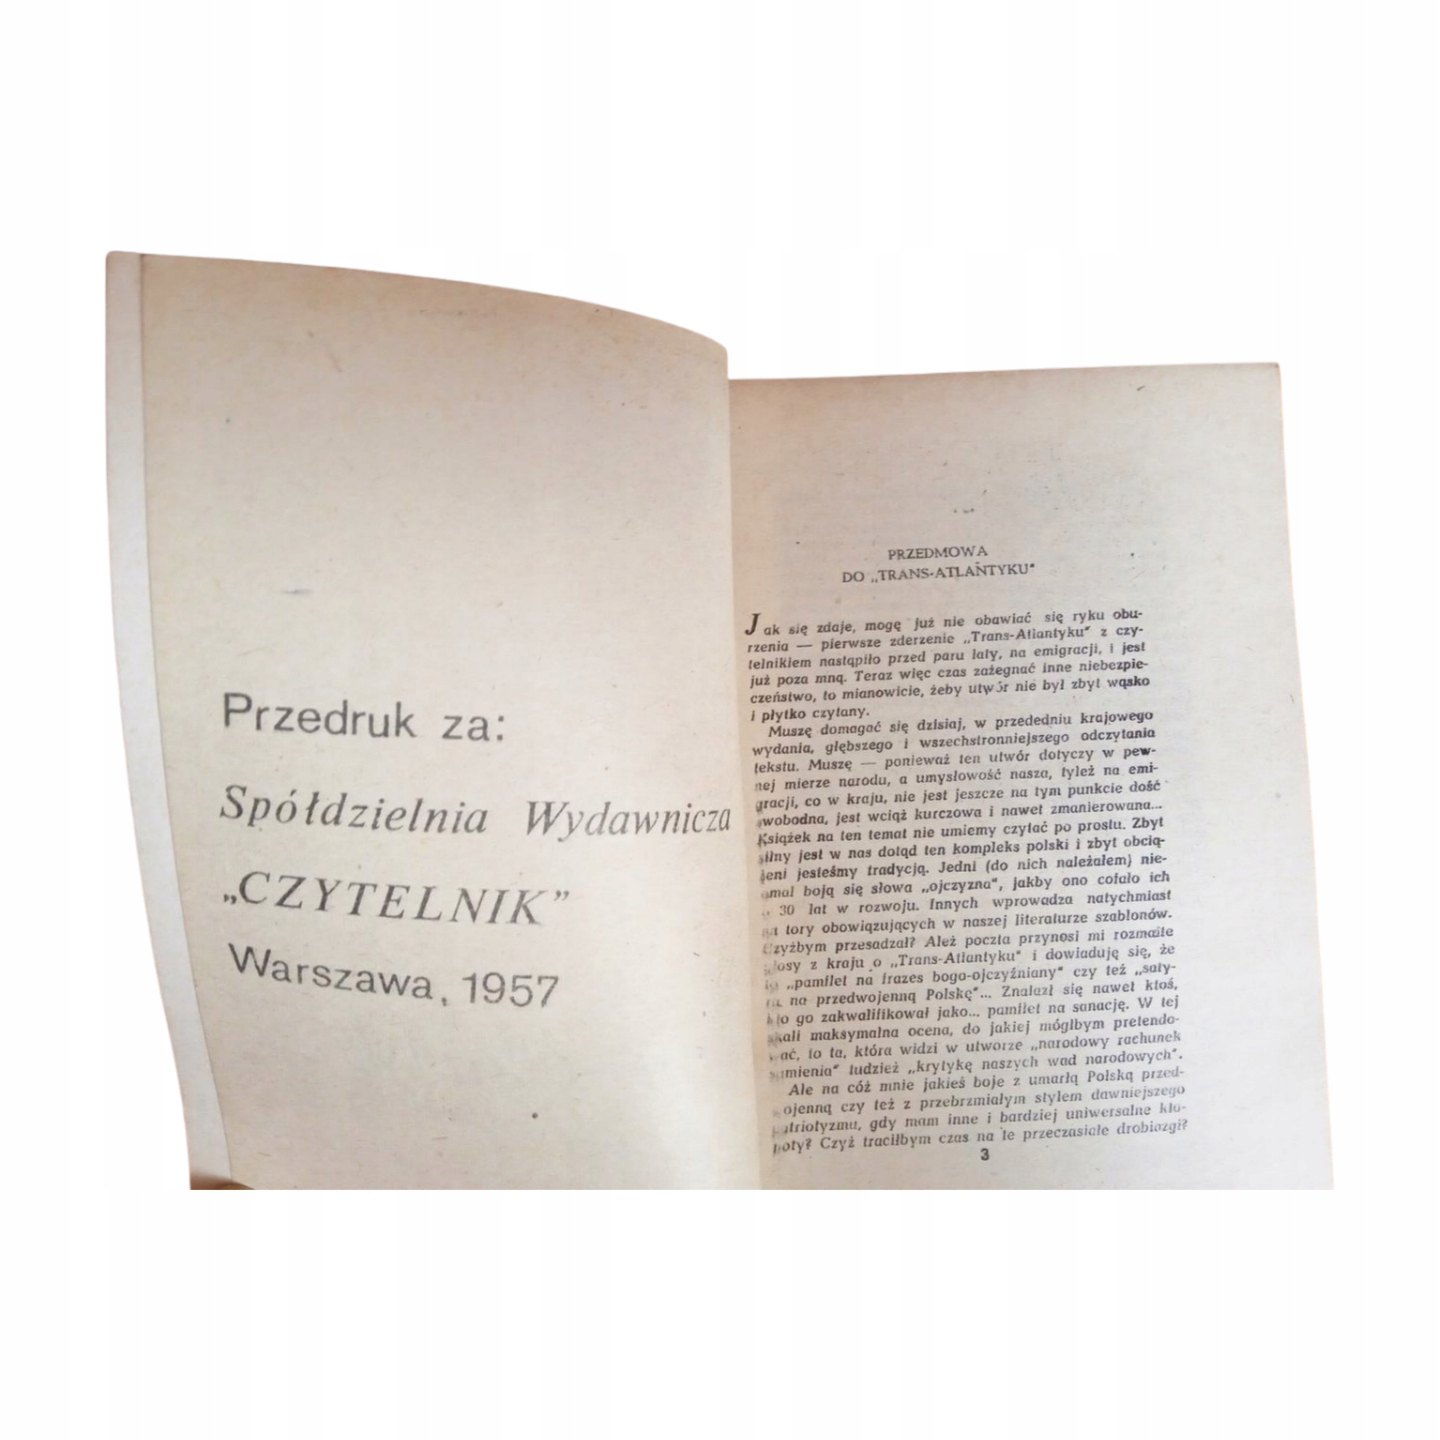 Przedruk za:
Spółdzielnia Wydawnicza
„CZYTELNIK”
Warszawa, 1957
PRZEDMOWA
DO „TRANS-ATLANTYKU"
Jak się zdaje, mogę już nie obawiać się ryku obu-
rzenia — pierwsze zderzenie „Trans-Atlantyku" z czy-
telnikiem nastąpiło przed paru laty, na emigracji, i jest
już poza mną. Teraz więc czas zażegnać inne niebezpie-
czeństwo, to mianowicie, żeby utwór nie był zbyt wąsko
i płytko czytany.
Muszę domagać się dzisiaj, w przededniu krajowego
wydania, głębszego i wszechstronniejszego odczytania
tekstu. Muszę — ponieważ ten utwór dotyczy w pew-
nej mierze narodu, a umysłowość nasza, tyleż na emi-
gracji, co w kraju, nie jest jeszcze na tym punkcie dość
swobodna, jest wciąż kurczowa i nawet zmanierowana...
Książek na ten temat nie umiemy czytać po prostu. Zbyt
silny jest w nas dotąd ten kompleks polski i zbyt obcią-
żeni jesteśmy tradycją. Jedni (do nich należałem) nie-
omal boją się słowa „ojczyzna", jakby ono cofało ich
o 30 lat w rozwoju. Innych wprowadza natychmiast
na tory obowiązujących w naszej literaturze szablonów.
Czyżbym przesadzał? Ależ poczta przynosi mi rozmaite
głosy z kraju o „Trans-Atlantyku" i dowiaduję się, że
to „pamflet na frazes bogo-ojczyźniany" czy też „saty-
ra na przedwojenną Polskę"... Znalazł się nawet ktoś,
kto go zakwalifikował jako... pamflet na sanację. W tej
skali maksymalna ocena, do jakiej mógłbym pretendo-
wać, to ta, która widzi w utworze „narodowy rachunek
sumienia" tudzież „krytykę naszych wad narodowych".
Ale na cóż mnie jakieś boje z umarłą Polską przed-
wojenną czy też z przebrzmiałym stylem dawniejszego
patriotyzmu, gdy mam inne i bardziej uniwersalne kło-
poty? Czyż traciłbym czas na te przeczasiałe drobiazgi?
3